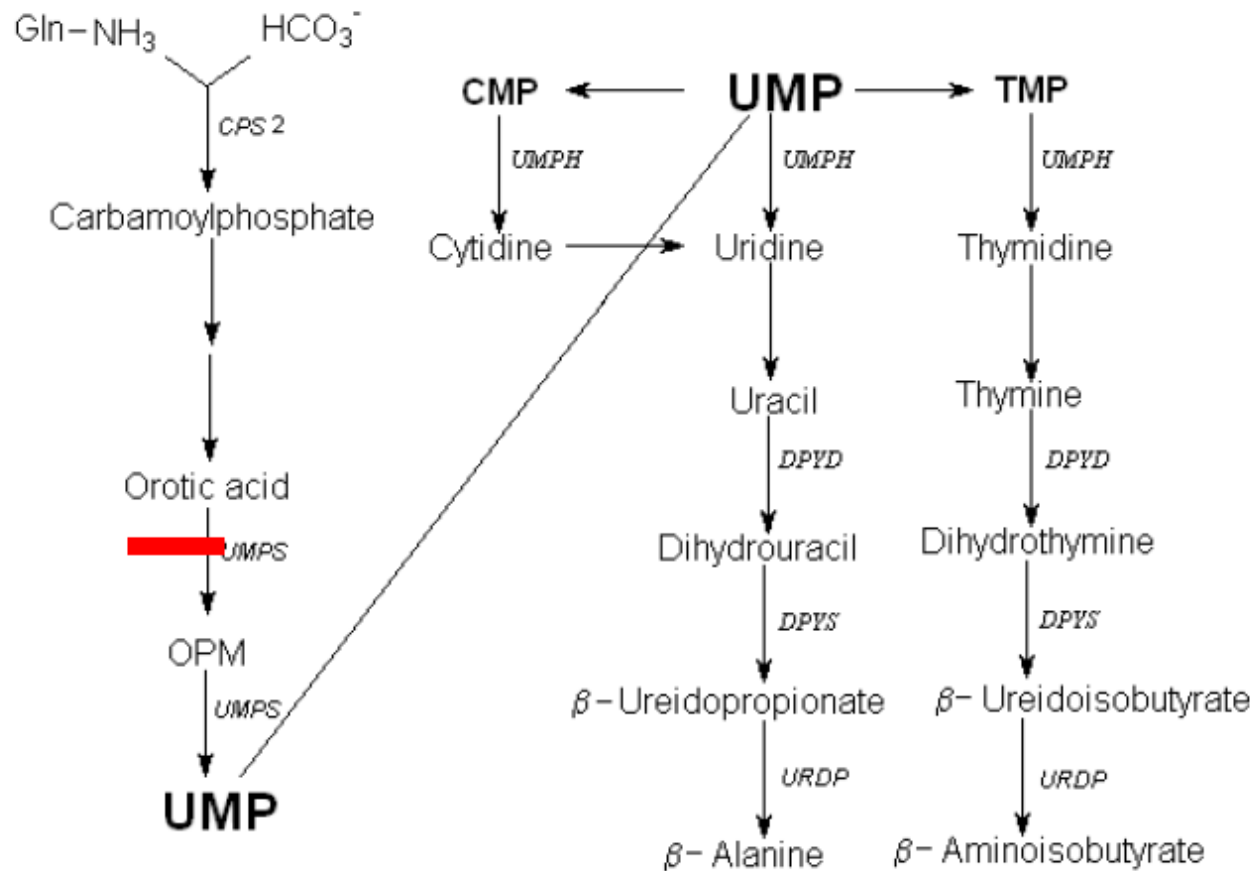 Gln-NH₃ HCO₃⁻
CPS 2
Carbamoylphosphate
Orotic acid
UMPS
OPM
UMPS
UMP
CMP UMP TMP
UMPH UMPH UMPH
Cytidine Uridine Thymidine
Uracil Thymine
DPYD DPYD
Dihydrouracil Dihydrothymine
DPYS DPYS
β-Ureidopropionate β-Ureidoisobutyrate
URDP URDP
β-Alanine β-Aminoisobutyrate